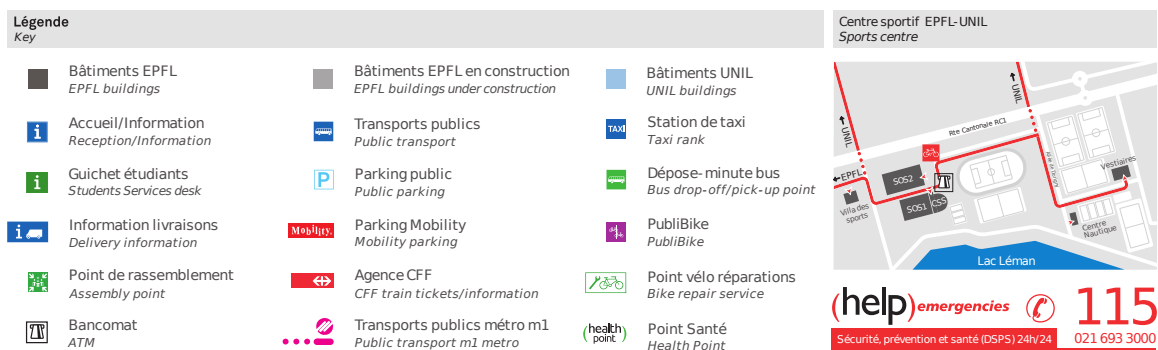 Légende
Key
Bâtiments EPFL
EPFL buildings
Bâtiments EPFL en construction
EPFL buildings under construction
Bâtiments UNIL
UNIL buildings
i
Accueil/Information
Reception/Information
Transports publics
Public transport
TAXI
Station de taxi
Taxi rank
i
Guichet étudiants
Students Services desk
P
Parking public
Public parking
Dépose-minute bus
Bus drop-off/pick-up point
i
Information livraisons
Delivery information
Mobility
Parking Mobility
Mobility parking
PubliBike
PubliBike
Point de rassemblement
Assembly point
Agence CFF
CFF train tickets/information
Point vélo réparations
Bike repair service
Bancomat
ATM
Transports publics métro m1
Public transport m1 metro
(health point)
Point Santé
Health Point
Centre sportif EPFL-UNIL
Sports centre
UNIL
UNIL
Rte Cantonale RC1
EPFL
SOS2
SOS1
CSS
Villa des
sports
Vestiaires
Centre
Nautique
Lac Léman
(help) emergencies
115
Sécurité, prévention et santé (DSPS) 24h/24
021 693 3000